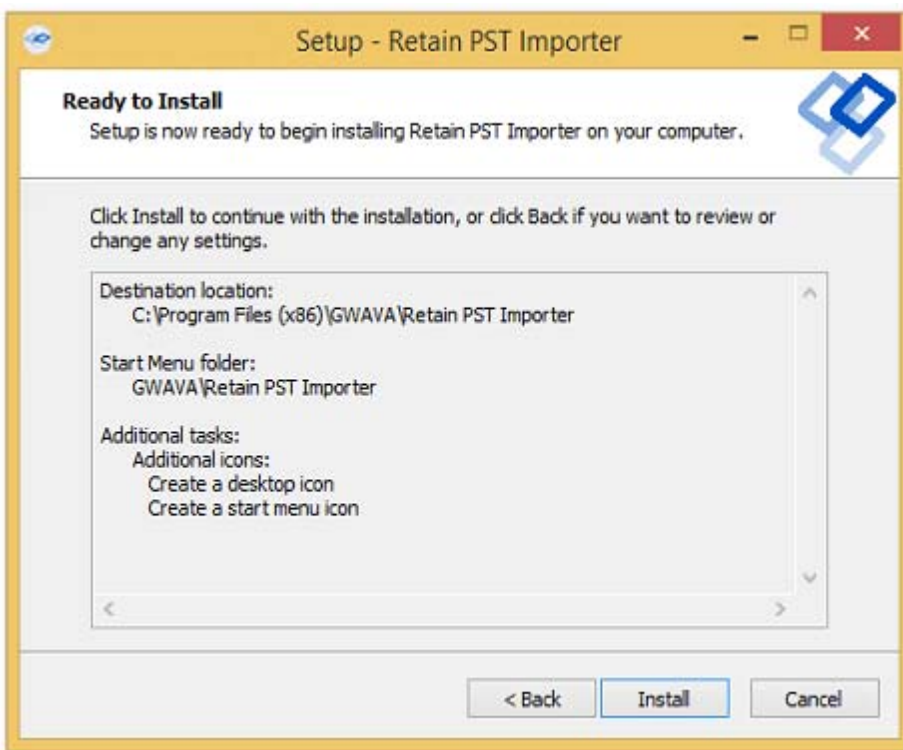 Setup - Retain PST Importer
Ready to Install
Setup is now ready to begin installing Retain PST Importer on your computer.
Click Install to continue with the installation, or click Back if you want to review or
change any settings.
Destination location:
C:\Program Files (x86)\GWAVA\Retain PST Importer
Start Menu folder:
GWAVA\Retain PST Importer
Additional tasks:
Additional icons:
Create a desktop icon
Create a start menu icon
< Back Install Cancel